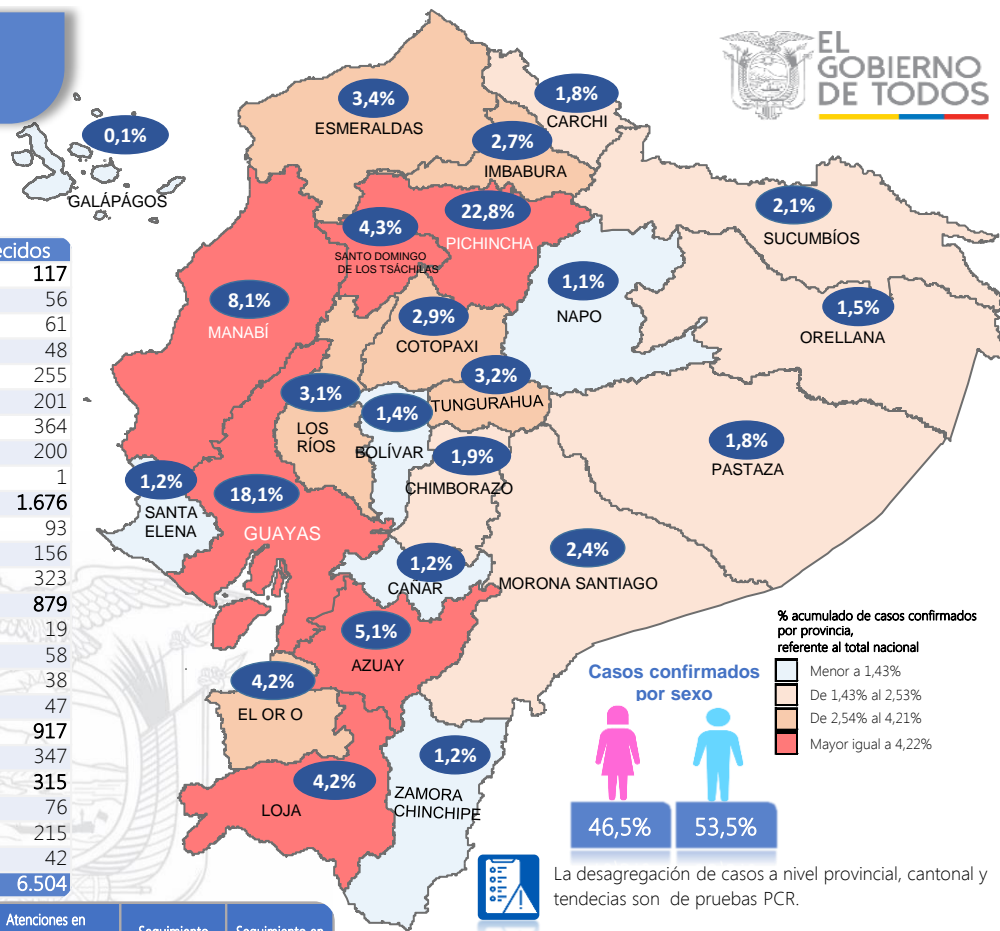 EL
GOBIERNO
DE TODOS
3,4%
ESMERALDAS
1,8%
CARCHI
0,1%
GALÁPÁGOS
2,7%
IMBABURA
2,1%
SUCUMBÍOS
4,3%
SANTO DOMINGO
DE LOS TSÁCHILAS
22,8%
PICHINCHA
8,1%
MANABÍ
1,1%
NAPO
1,5%
ORELLANA
2,9%
COTOPAXI
3,2%
TUNGURAHUA
3,1%
LOS
RÍOS
1,4%
BOLÍVAR
1,9%
CHIMBORAZO
1,8%
PASTAZA
1,2%
SANTA
ELENA
18,1%
GUAYAS
1,2%
CAÑAR
2,4%
MORONA SANTIAGO
5,1%
AZUAY
4,2%
EL OR O
4,2%
LOJA
1,2%
ZAMORA
CHINCHIPE
ecidos
117
56
61
48
255
201
364
200
1
1.676
93
156
323
879
19
58
38
47
917
347
315
76
215
42
6.504
Atenciones en
Seguimiento
Seguimiento en
% acumulado de casos confirmados
por provincia,
referente al total nacional
Menor a 1,43%
De 1,43% al 2,53%
De 2,54% al 4,21%
Mayor igual a 4,22%
Casos confirmados
por sexo
46,5%
53,5%
La desagregación de casos a nivel provincial, cantonal y
tendecias son de pruebas PCR.